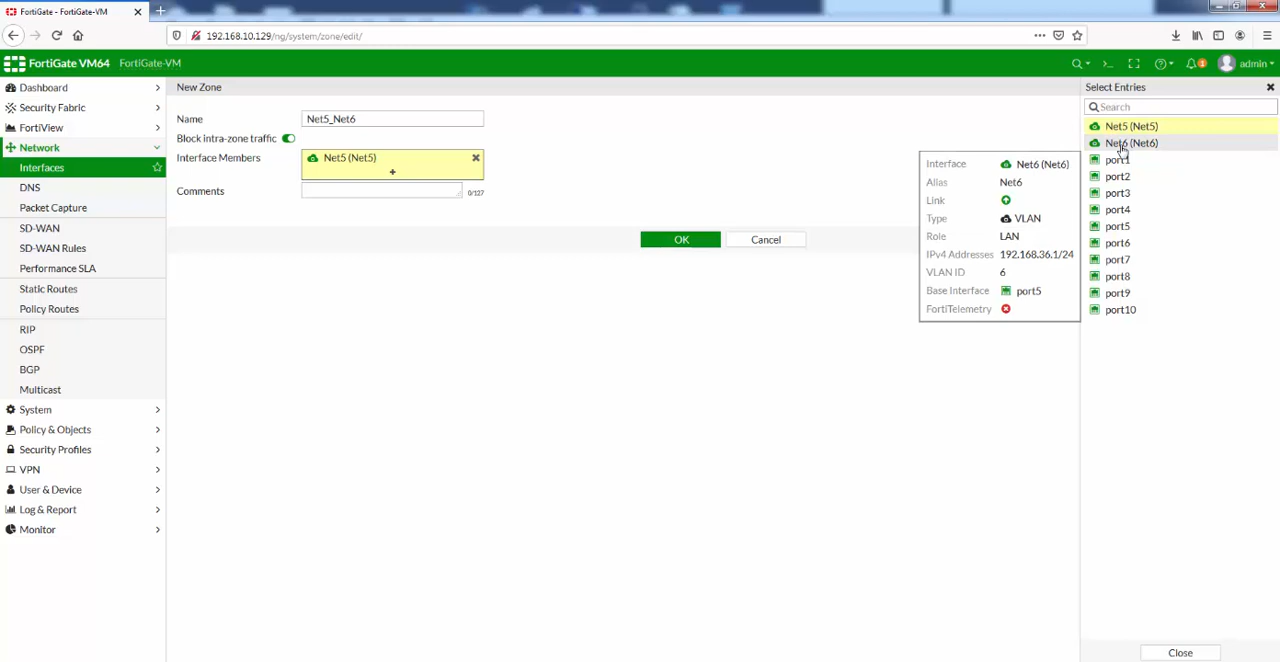 FortiGate - FortiGate-VM
192.168.10.129/ng/system/zone/edit/
FortiGate VM64 FortiGate-VM
1
admin
Dashboard
Security Fabric
FortiView
Network
Interfaces
DNS
Packet Capture
SD-WAN
SD-WAN Rules
Performance SLA
Static Routes
Policy Routes
RIP
OSPF
BGP
Multicast
System
Policy & Objects
Security Profiles
VPN
User & Device
Log & Report
Monitor
New Zone
Name Net5_Net6
Block intra-zone traffic
Interface Members Net5 (Net5)
+
Comments 0/127
OK Cancel
Interface Net6 (Net6)
Alias Net6
Link
Type VLAN
Role LAN
IPv4 Addresses 192.168.36.1/24
VLAN ID 6
Base Interface port5
FortiTelemetry
Select Entries
Search
Net5 (Net5)
Net6 (Net6)
port1
port2
port3
port4
port5
port6
port7
port8
port9
port10
Close